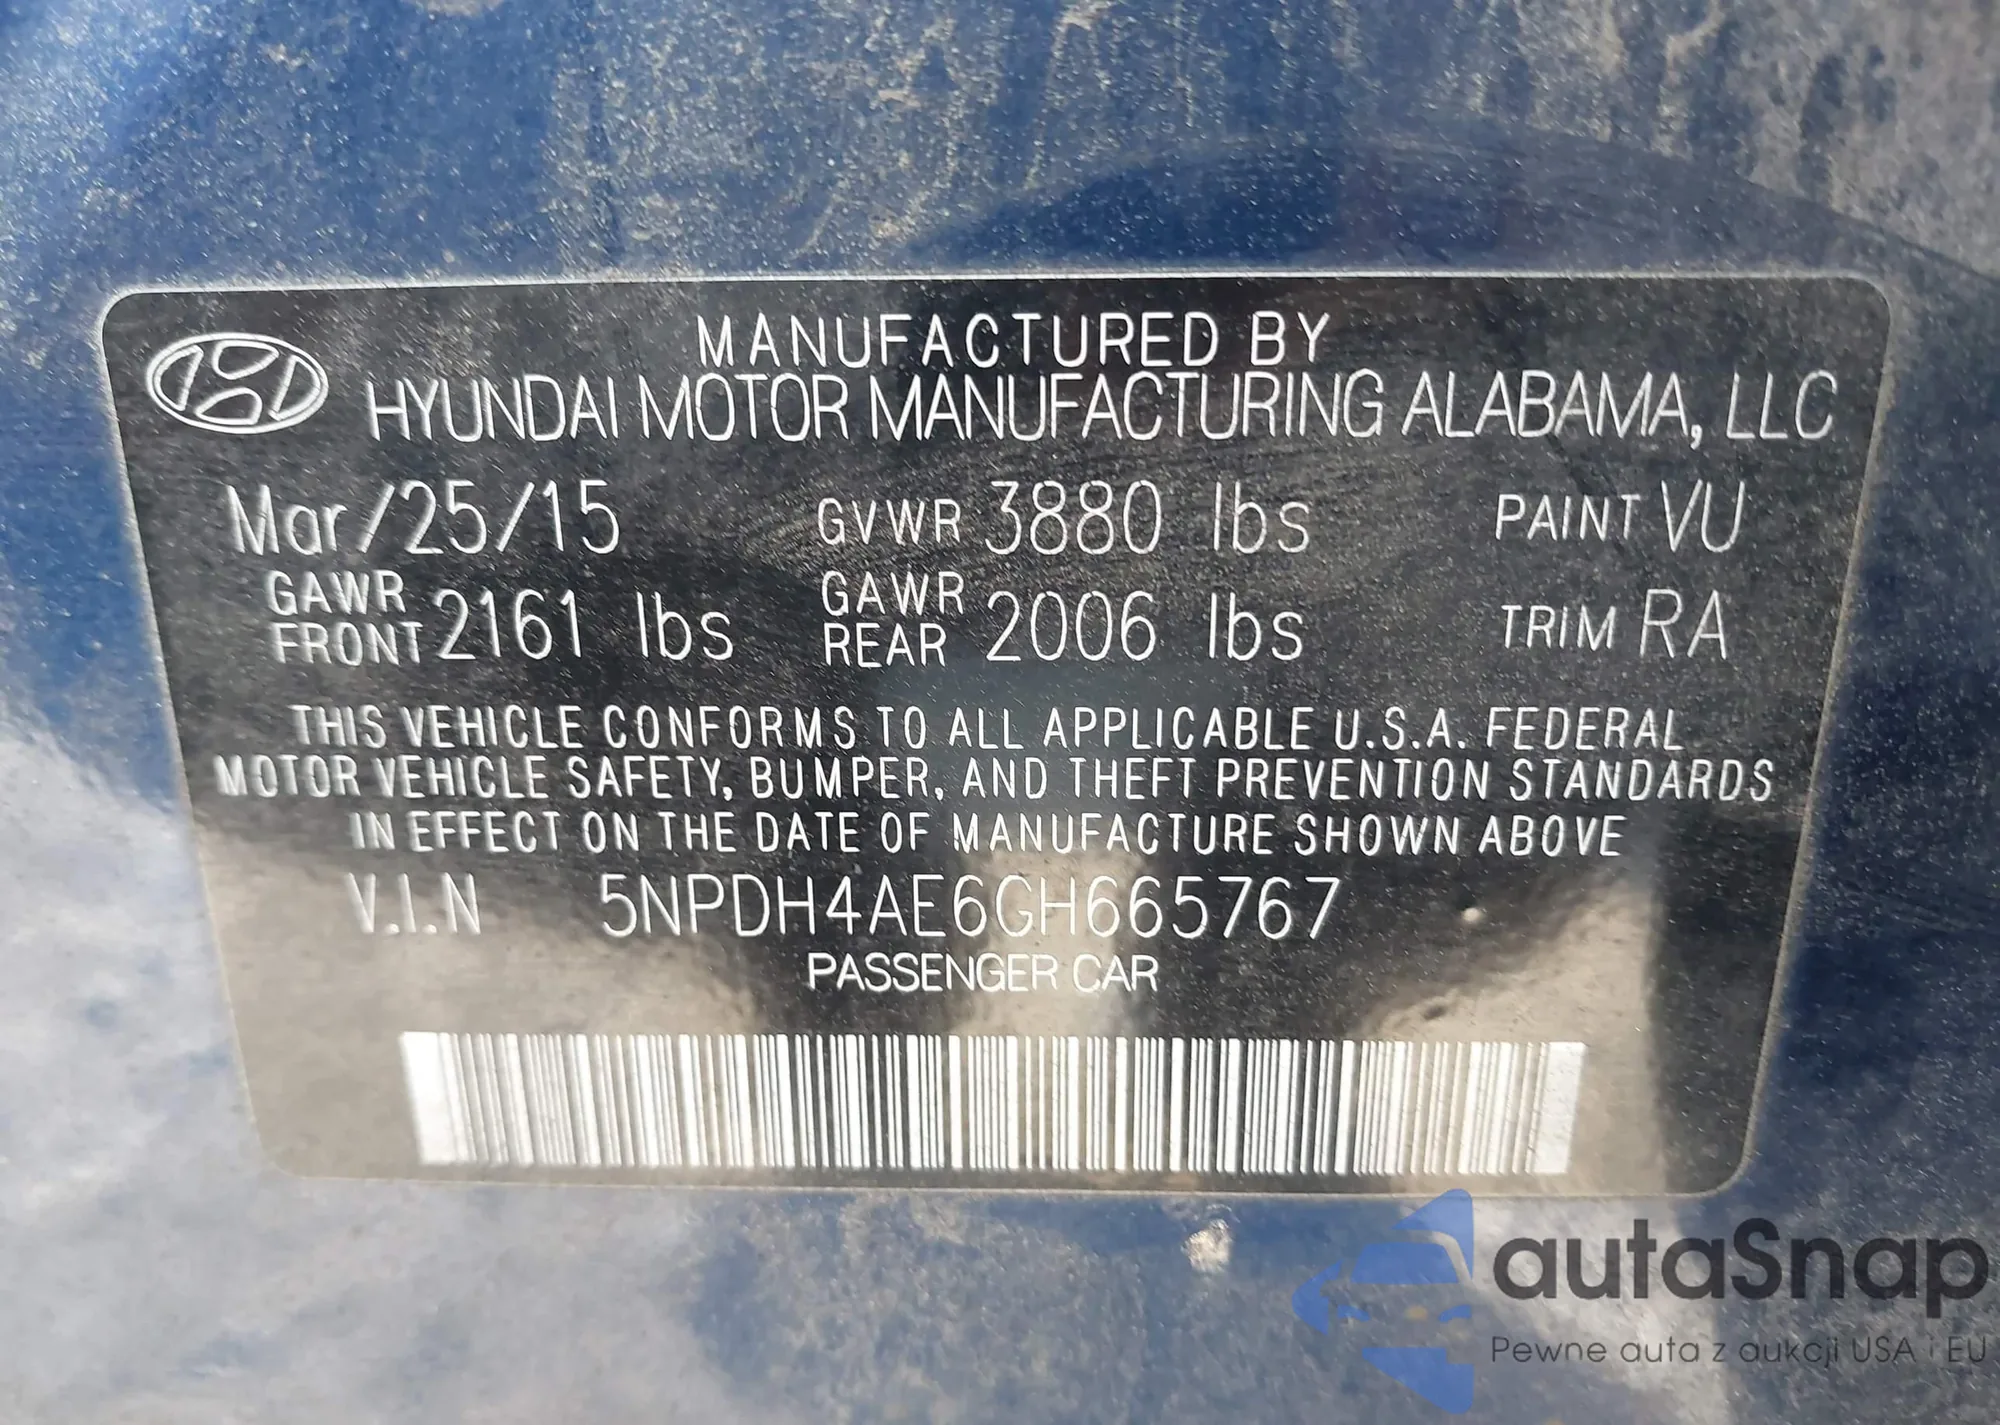 MANUFACTURED BY
HYUNDAI MOTOR MANUFACTURING ALABAMA, LLC
Mar/25/15 GVWR 3880 lbs PAINT VU
GAWR FRONT 2161 lbs GAWR REAR 2006 lbs TRIM RA
THIS VEHICLE CONFORMS TO ALL APPLICABLE U.S.A. FEDERAL
MOTOR VEHICLE SAFETY, BUMPER, AND THEFT PREVENTION STANDARDS
IN EFFECT ON THE DATE OF MANUFACTURE SHOWN ABOVE
V.I.N 5NPDH4AE6GH665767
PASSENGER CAR
autaSnap
Pewne auta z aukcji USA i EU